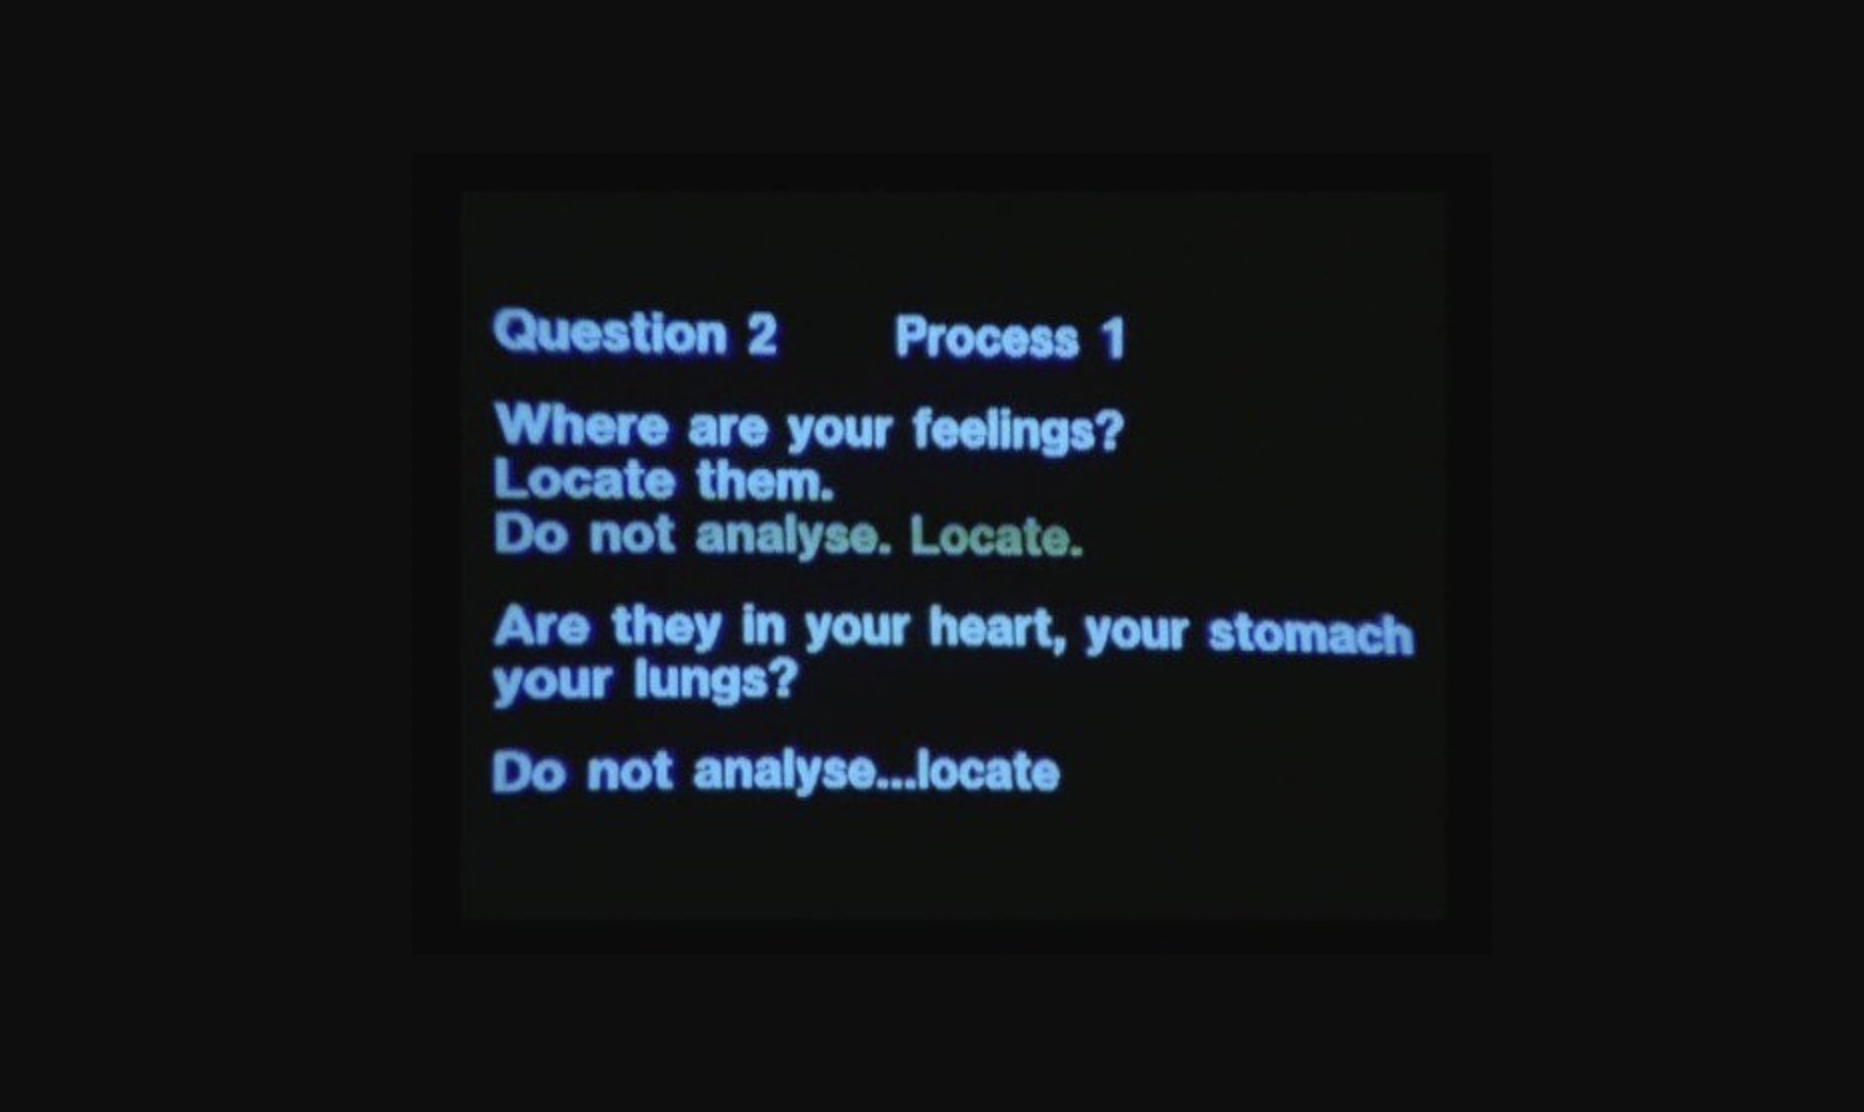 Question 2 Process 1
Where are your feelings?
Locate them.
Do not analyse. Locate.
Are they in your heart, your stomach
your lungs?
Do not analyse...locate